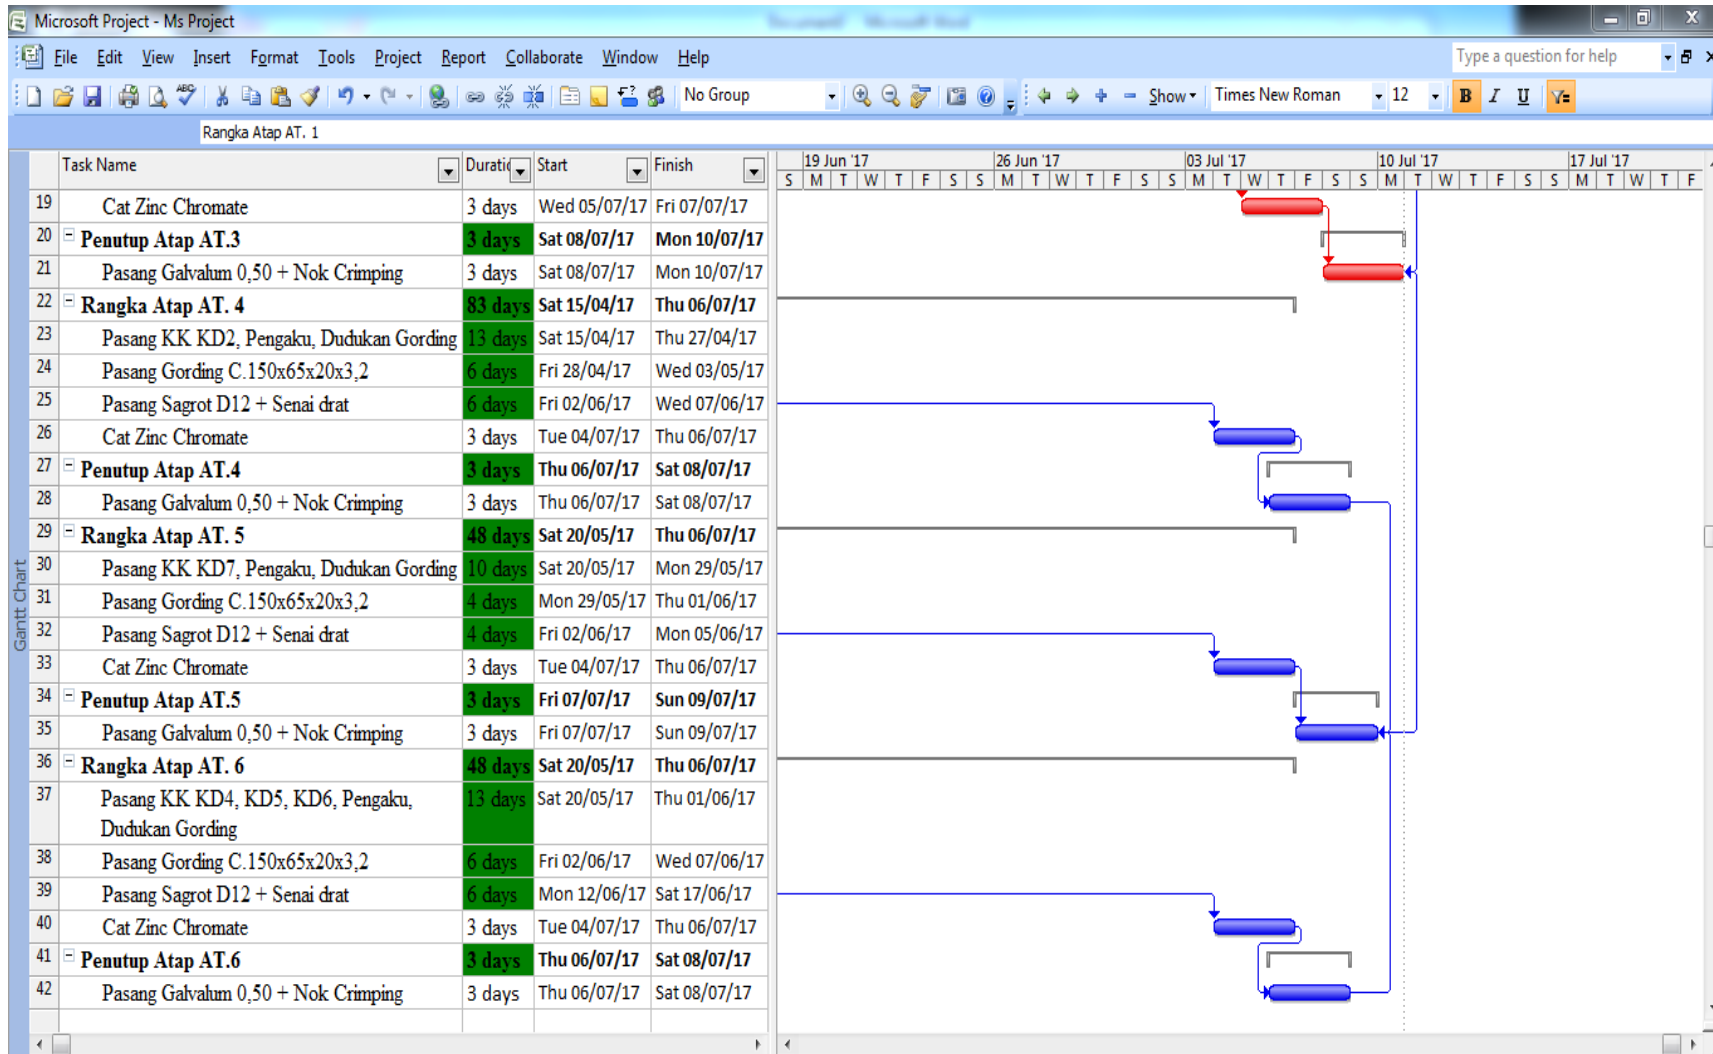 Microsoft Project - Ms Project
File Edit View Insert Format Tools Project Report Collaborate Window Help
Type a question for help
No Group Show Times New Roman 12 B I U
Rangka Atap AT. 1
Task Name Duratic Start Finish
19 Jun '17 26 Jun '17 03 Jul '17 10 Jul '17 17 Jul '17
S M T W T F S S M T W T F S S M T W T F S S M T W T F S S M T W T F
19 Cat Zinc Chromate 3 days Wed 05/07/17 Fri 07/07/17
20 Penutup Atap AT.3 3 days Sat 08/07/17 Mon 10/07/17
21 Pasang Galvalum 0,50 + Nok Crimping 3 days Sat 08/07/17 Mon 10/07/17
22 Rangka Atap AT. 4 83 days Sat 15/04/17 Thu 06/07/17
23 Pasang KK KD2, Pengaku, Dudukan Gording 13 days Sat 15/04/17 Thu 27/04/17
24 Pasang Gording C.150x65x20x3,2 6 days Fri 28/04/17 Wed 03/05/17
25 Pasang Sagrot D12 + Senai drat 6 days Fri 02/06/17 Wed 07/06/17
26 Cat Zinc Chromate 3 days Tue 04/07/17 Thu 06/07/17
27 Penutup Atap AT.4 3 days Thu 06/07/17 Sat 08/07/17
28 Pasang Galvalum 0,50 + Nok Crimping 3 days Thu 06/07/17 Sat 08/07/17
29 Rangka Atap AT. 5 48 days Sat 20/05/17 Thu 06/07/17
30 Pasang KK KD7, Pengaku, Dudukan Gording 10 days Sat 20/05/17 Mon 29/05/17
31 Pasang Gording C.150x65x20x3,2 4 days Mon 29/05/17 Thu 01/06/17
32 Pasang Sagrot D12 + Senai drat 4 days Fri 02/06/17 Mon 05/06/17
33 Cat Zinc Chromate 3 days Tue 04/07/17 Thu 06/07/17
34 Penutup Atap AT.5 3 days Fri 07/07/17 Sun 09/07/17
35 Pasang Galvalum 0,50 + Nok Crimping 3 days Fri 07/07/17 Sun 09/07/17
36 Rangka Atap AT. 6 48 days Sat 20/05/17 Thu 06/07/17
37 Pasang KK KD4, KD5, KD6, Pengaku, 13 days Sat 20/05/17 Thu 01/06/17
Dudukan Gording
38 Pasang Gording C.150x65x20x3,2 6 days Fri 02/06/17 Wed 07/06/17
39 Pasang Sagrot D12 + Senai drat 6 days Mon 12/06/17 Sat 17/06/17
40 Cat Zinc Chromate 3 days Tue 04/07/17 Thu 06/07/17
41 Penutup Atap AT.6 3 days Thu 06/07/17 Sat 08/07/17
42 Pasang Galvalum 0,50 + Nok Crimping 3 days Thu 06/07/17 Sat 08/07/17
Gantt Chart